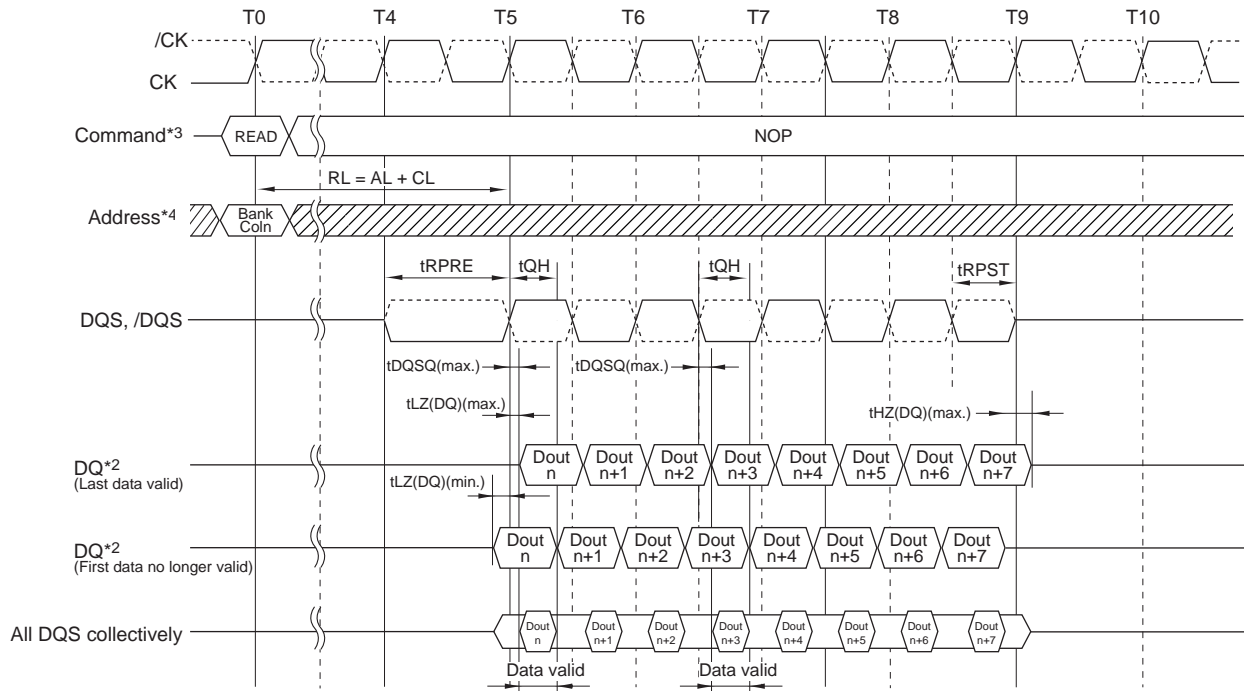 T0 T4 T5 T6 T7 T8 T9 T10
/CK
CK
Command*3 READ NOP
RL = AL + CL
Address*4 Bank
Coln
tRPRE tQH tQH tRPST
DQS, /DQS
tDQSQ(max.) tDQSQ(max.)
tLZ(DQ)(max.) tHZ(DQ)(max.)
DQ*2
(Last data valid)
Dout Dout Dout Dout Dout Dout Dout Dout
n n+1 n+2 n+3 n+4 n+5 n+6 n+7
tLZ(DQ)(min.)
DQ*2
(First data no longer valid)
Dout Dout Dout Dout Dout Dout Dout Dout
n n+1 n+2 n+3 n+4 n+5 n+6 n+7
All DQS collectively
Dout Dout Dout Dout Dout Dout Dout Dout
n n+1 n+2 n+3 n+4 n+5 n+6 n+7
Data valid Data valid